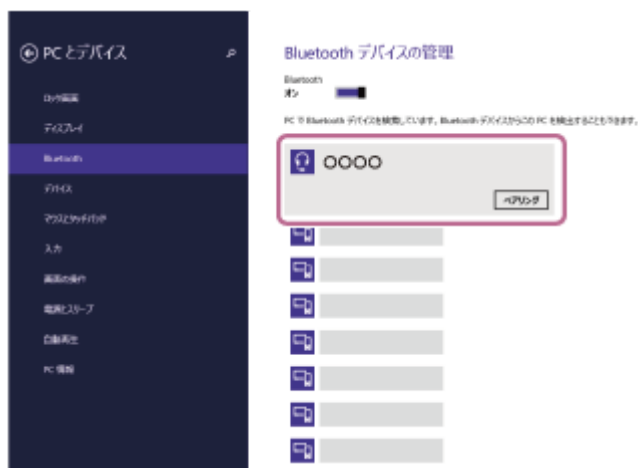 PC とデバイス
ロック画面
ディスプレイ
Bluetooth
デバイス
マウスとタッチパッド
入力
画面の操作
電源とスリープ
自動再生
PC 情報
Bluetooth デバイスの管理
Bluetooth
オン
PC で Bluetooth デバイスを検索しています。Bluetooth デバイスからこの PC を検出することもできます。
○○○○
ペアリング